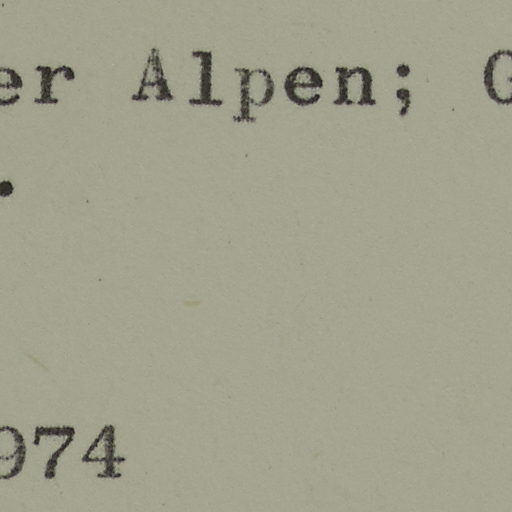 er Alpen; G
.
974